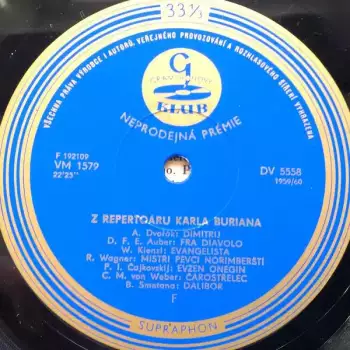 33⅓
VŠECHNA PRÁVA VÝROBCE I AUTORŮ, VEŘEJNÉHO PROVOZOVÁNÍ A ROZHLASOVÉHO ŠÍŘENÍ VYHRAZENA
G
KLUB
NEPRODEJNÁ PRÉMIE
F 192109
VM 1579
22'25''
DV 5558
1959/60
Z REPERTOÁRU KARLA BURIANA
A. Dvořák: DIMITRIJ
D. F. E. Auber: FRA DIAVOLO
W. Kienzl: EVANGELISTA
R. Wagner: MISTŘI PĚVCI NORIMBERŠTÍ
P. I. Čajkovskij: EVŽEN ONĚGIN
C. M. von Weber: ČAROSTŘELEC
B. Smetana: DALIBOR
F
SUPRAPHON